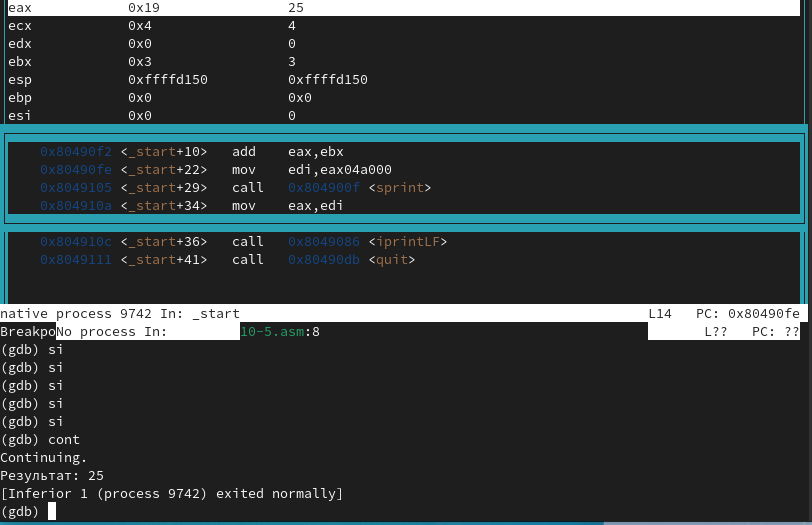 eax 0x19 25
ecx 0x4 4
edx 0x0 0
ebx 0x3 3
esp 0xffffd150 0xffffd150
ebp 0x0 0x0
esi 0x0 0
0x80490f2 <_start+10> add eax,ebx
0x80490fe <_start+22> mov edi,eax04a000
0x8049105 <_start+29> call 0x804900f <sprint>
0x804910a <_start+34> mov eax,edi
0x804910c <_start+36> call 0x8049086 <iprintLF>
0x8049111 <_start+41> call 0x80490db <quit>
native process 9742 In: _start L14 PC: 0x80490fe
BreakpoNo process In: 10-5.asm:8 L?? PC: ??
(gdb) si
(gdb) si
(gdb) si
(gdb) si
(gdb) si
(gdb) cont
Continuing.
Результат: 25
[Inferior 1 (process 9742) exited normally]
(gdb)